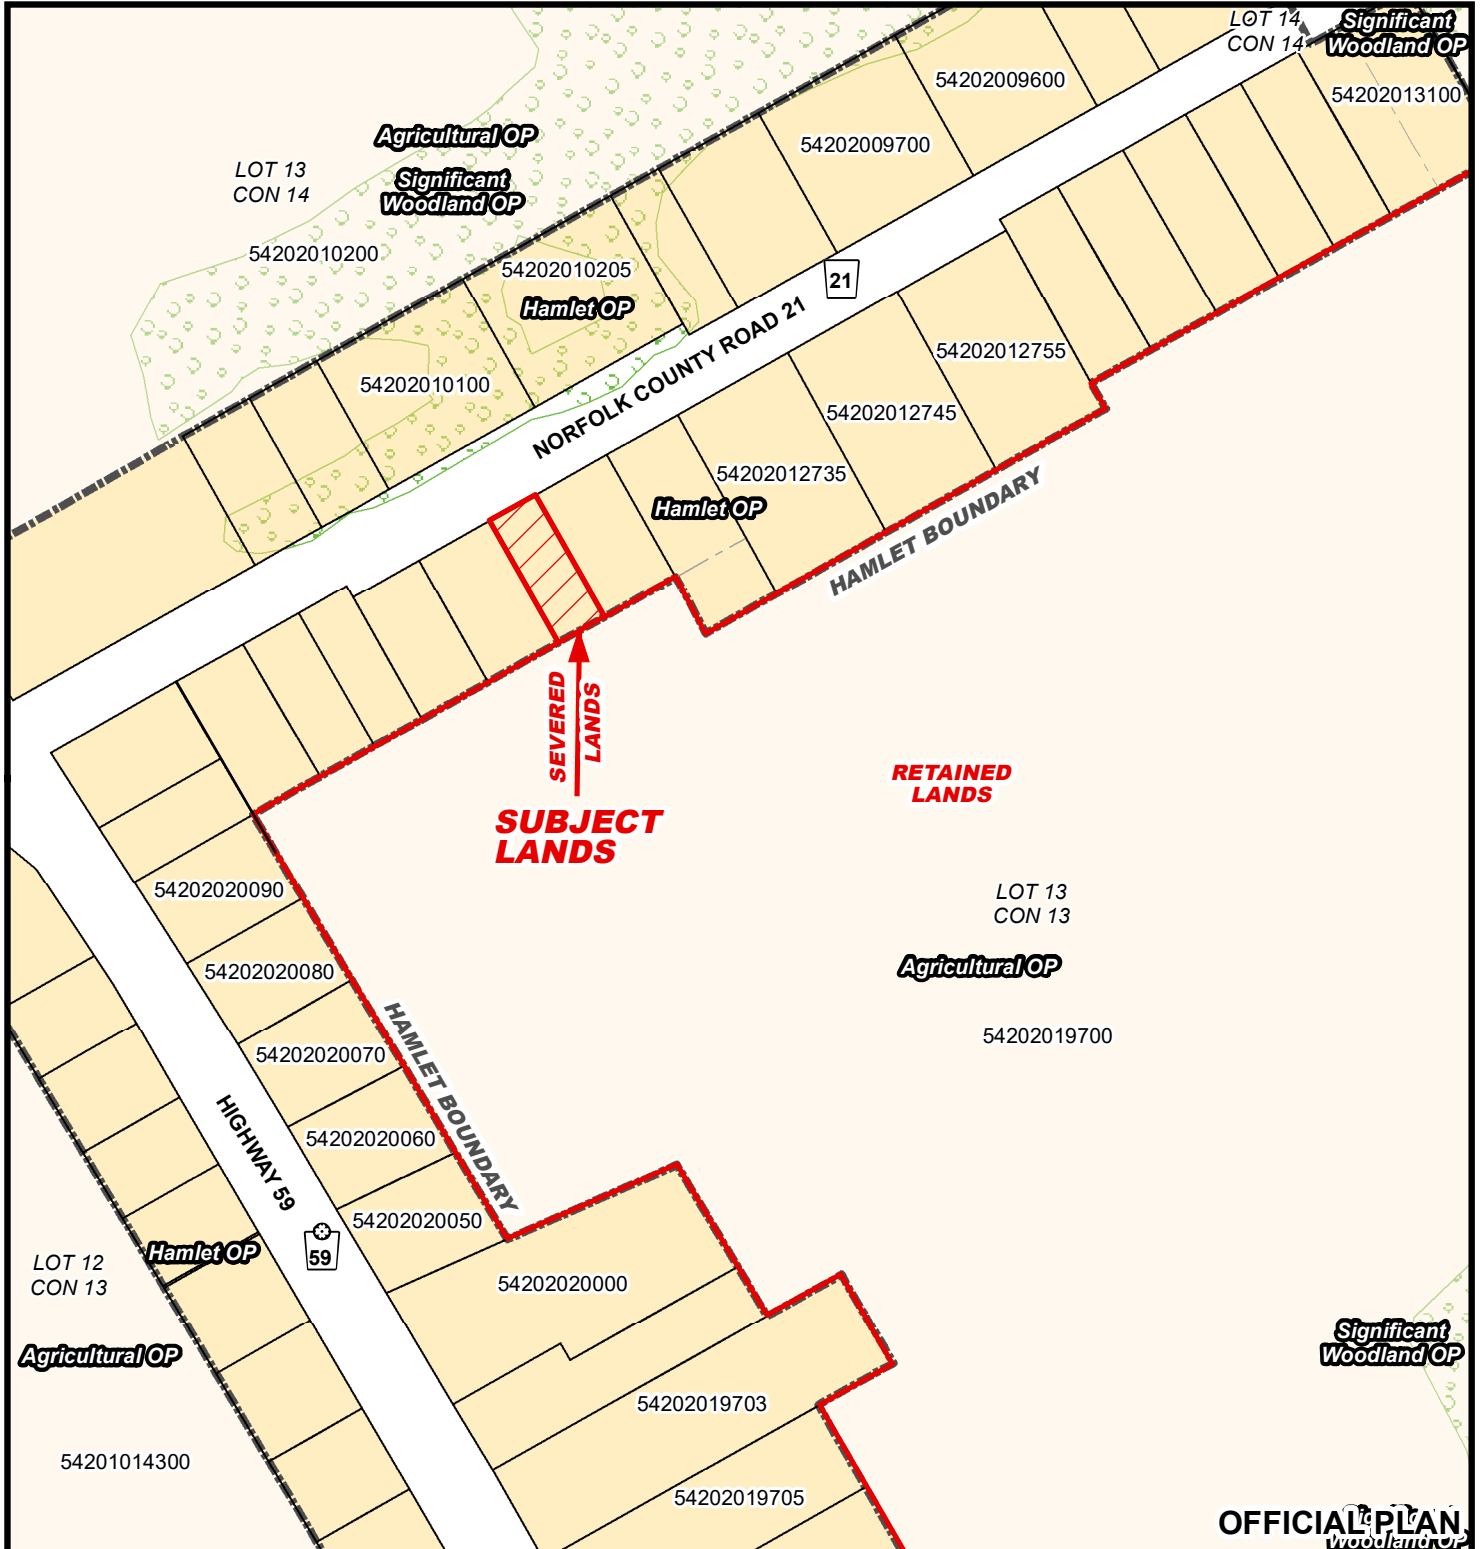 LOT 14
CON 14
Significant
Woodland OP
54202009600
54202013100
Agricultural OP
54202009700
LOT 13
CON 14
Significant
Woodland OP
54202010200
54202010205
21
Hamlet OP
NORFOLK COUNTY ROAD 21
54202012755
54202010100
54202012745
54202012735
Hamlet OP
HAMLET BOUNDARY
SEVERED
LANDS
RETAINED
LANDS
SUBJECT
LANDS
54202020090
LOT 13
CON 13
Agricultural OP
54202020080
54202019700
54202020070
HAMLET BOUNDARY
54202020060
HIGHWAY 59
54202020050
59
Hamlet OP
LOT 12
CON 13
54202020000
Significant
Woodland OP
Agricultural OP
54202019703
54201014300
54202019705
OFFICIAL PLAN
Woodland OP